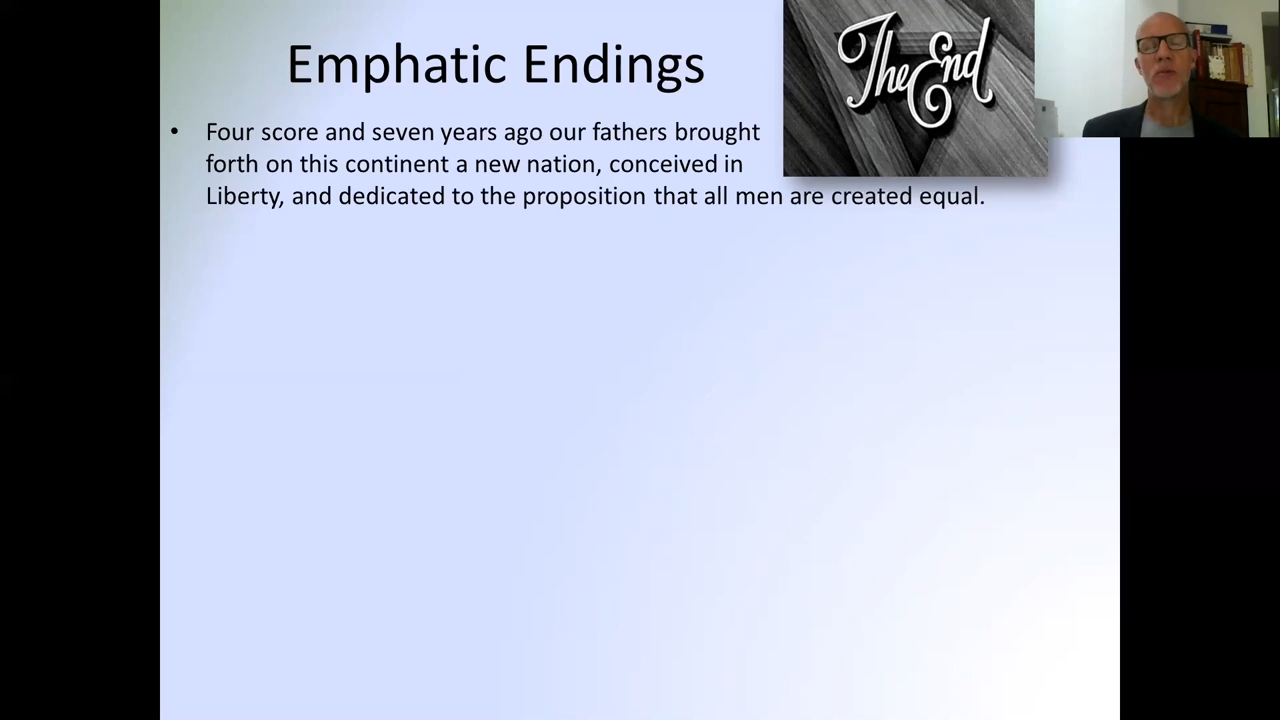 Emphatic Endings
The End
• Four score and seven years ago our fathers brought
forth on this continent a new nation, conceived in
Liberty, and dedicated to the proposition that all men are created equal.